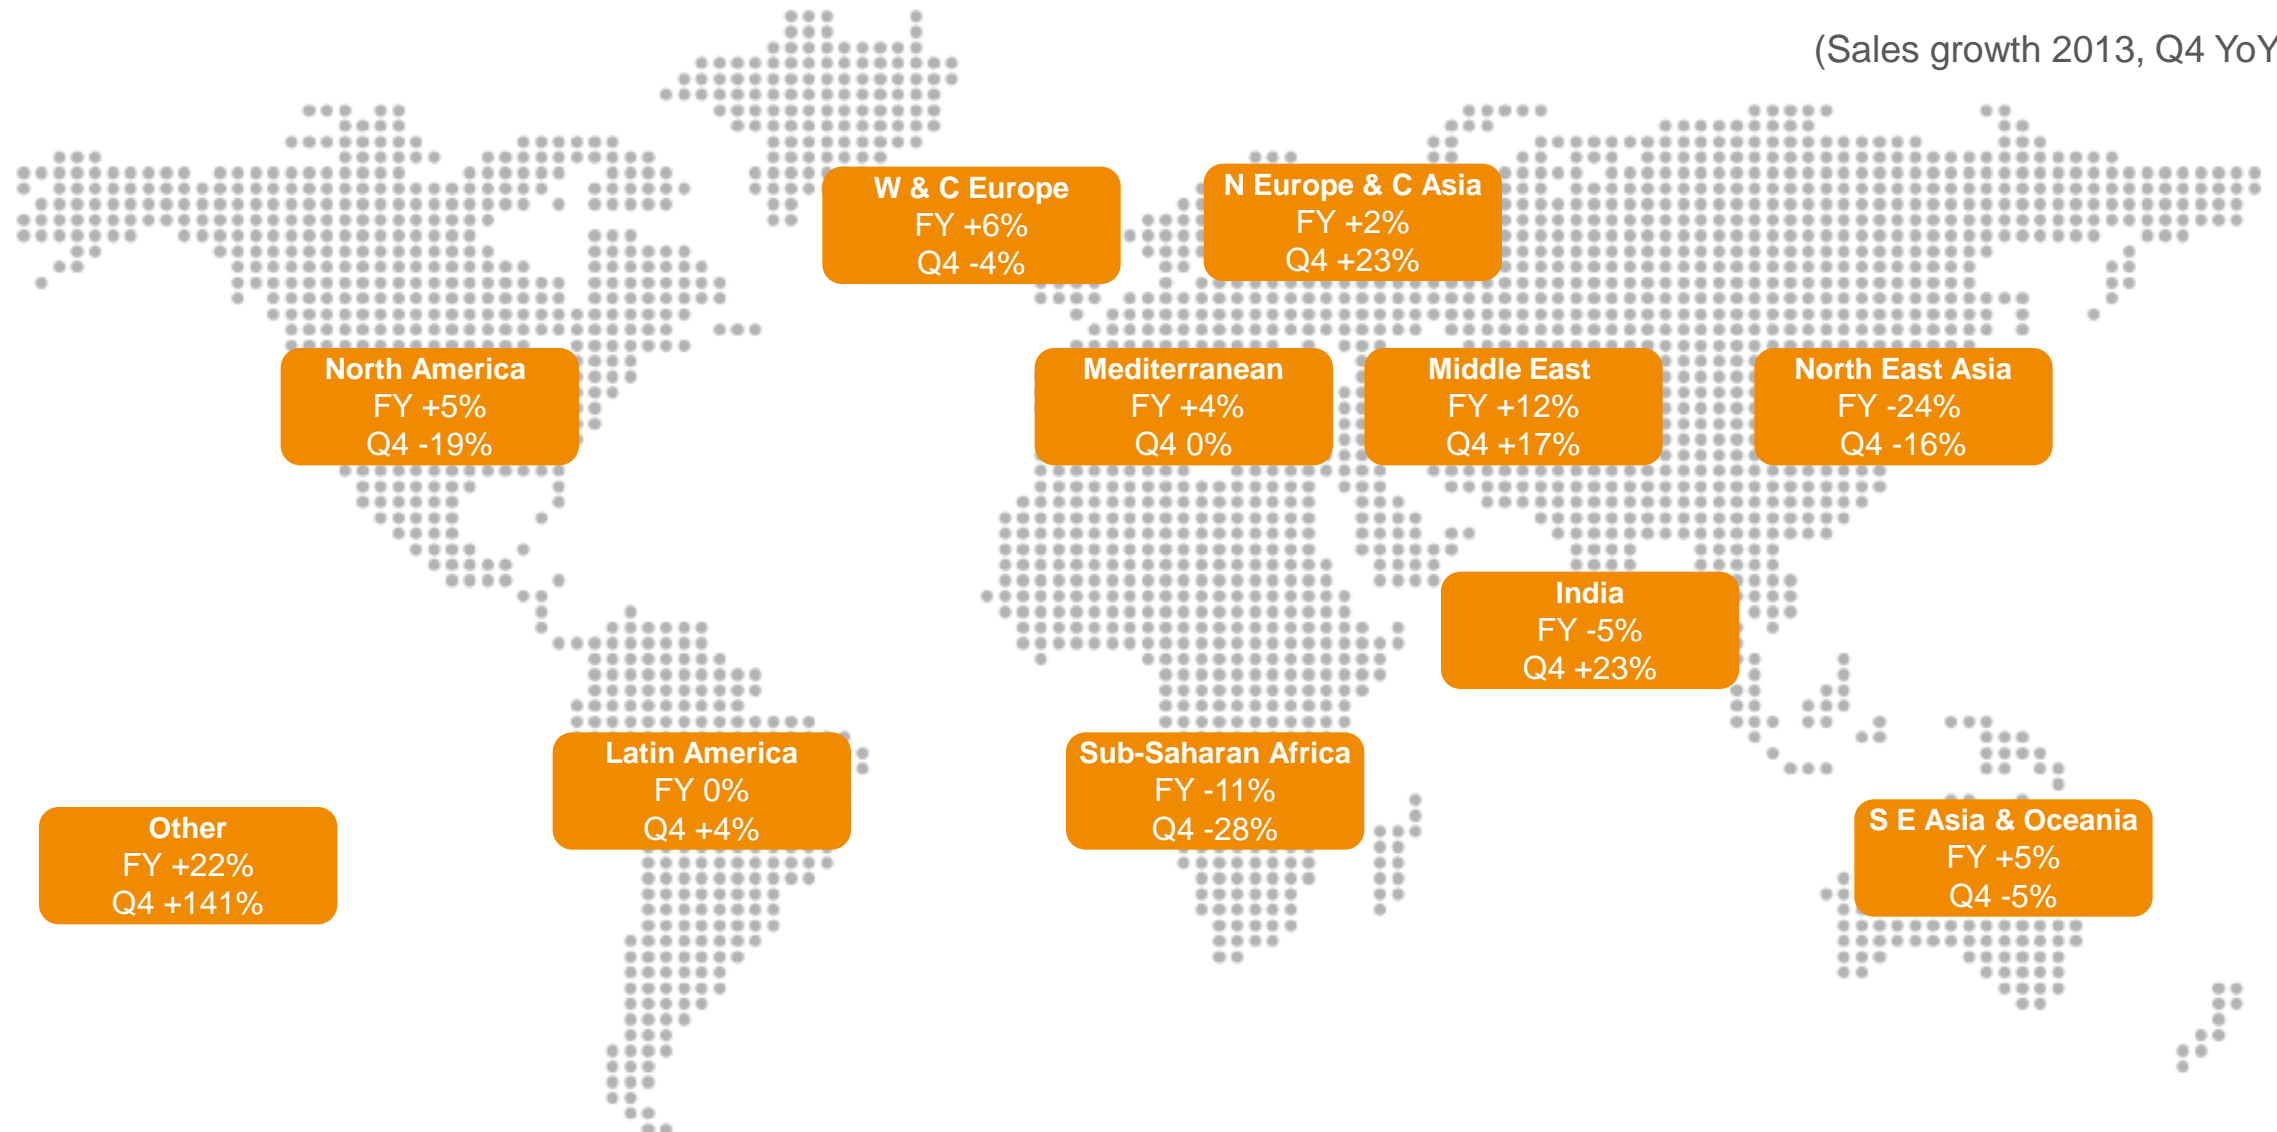 (Sales growth 2013, Q4 YoY
W & C Europe
FY +6%
Q4 -4%
N Europe & C Asia
FY +2%
Q4 +23%
North America
FY +5%
Q4 -19%
Mediterranean
FY +4%
Q4 0%
Middle East
FY +12%
Q4 +17%
North East Asia
FY -24%
Q4 -16%
India
FY -5%
Q4 +23%
Latin America
FY 0%
Q4 +4%
Sub-Saharan Africa
FY -11%
Q4 -28%
Other
FY +22%
Q4 +141%
S E Asia & Oceania
FY +5%
Q4 -5%